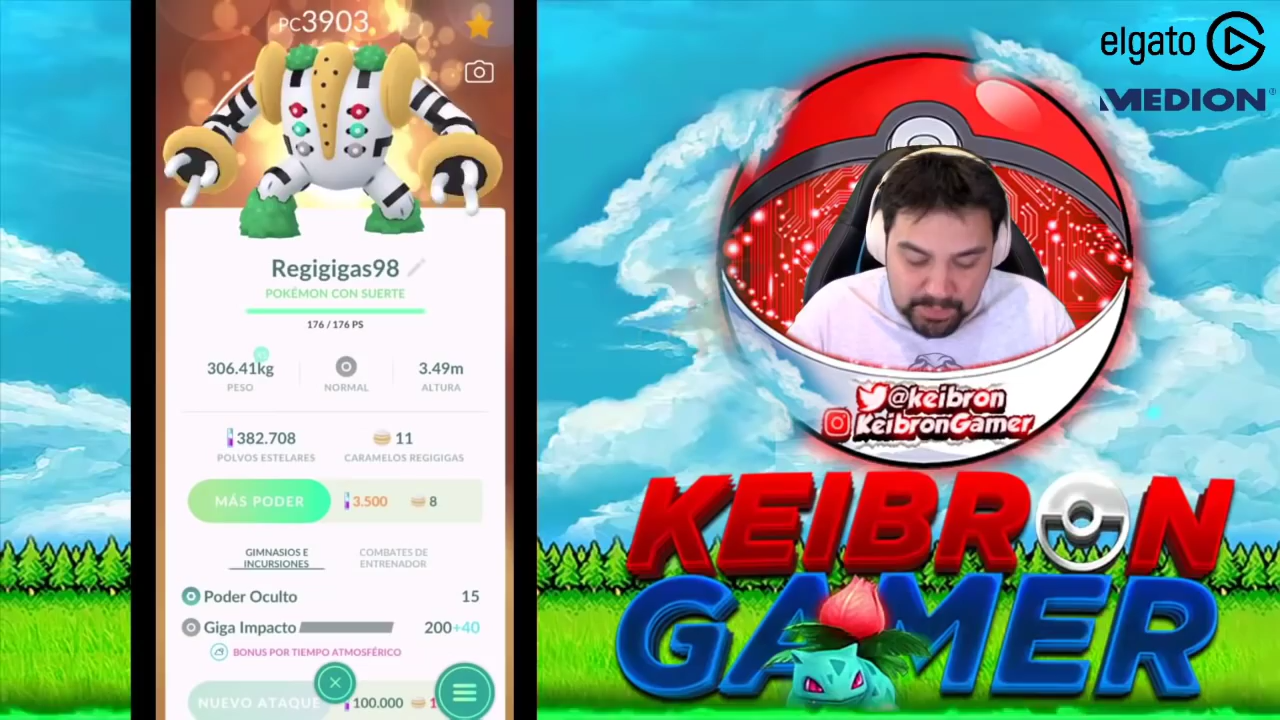 PC3903
Regigigas98
POKÉMON CON SUERTE
176 / 176 PS
306.41kg
PESO
NORMAL
3.49m
ALTURA
382.708
POLVOS ESTELARES
11
CARAMELOS REGIGIGAS
MÁS PODER
3.500
8
GIMNASIOS E
INCURSIONES
COMBATES DE
ENTRENADOR
Poder Oculto
15
Giga Impacto
200+40
BONUS POR TIEMPO ATMOSFÉRICO
NUEVO ATAQUE
100.000
elgato
MEDION®
@keibron
KeibronGamer
KEIBRON
GAMER